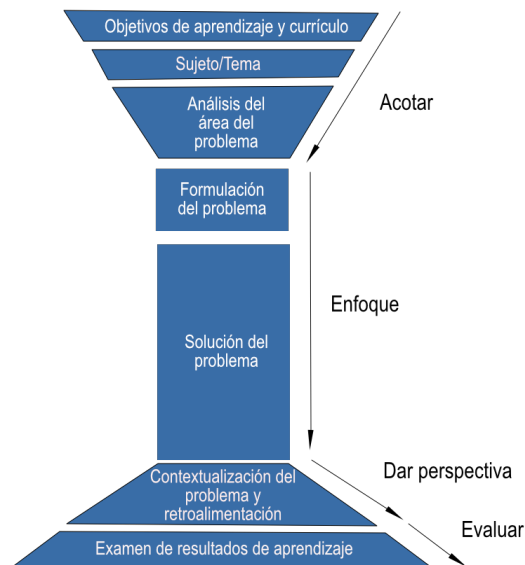 Objetivos de aprendizaje y currículo
Sujeto/Tema
Análisis del
área del
problema
Acotar
Formulación
del problema
Enfoque
Solución del
problema
Contextualización del
problema y
retroalimentación
Dar perspectiva
Evaluar
Examen de resultados de aprendizaje